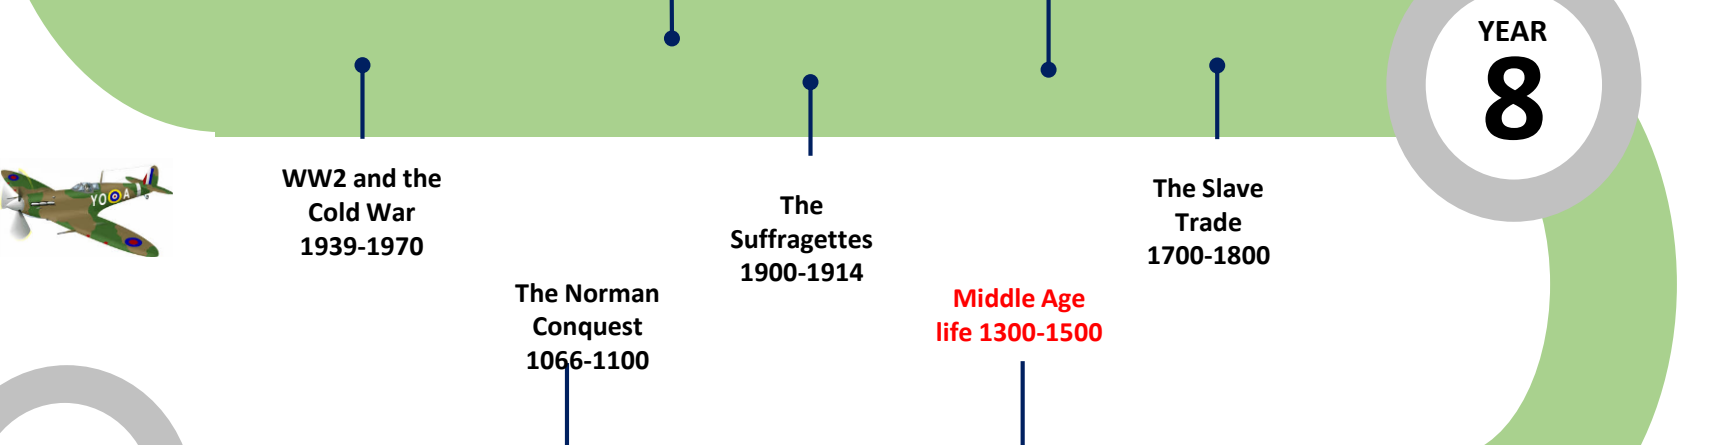 YEAR
8
WW2 and the
Cold War
1939-1970
The
Suffragettes
1900-1914
The Slave
Trade
1700-1800
The Norman
Conquest
1066-1100
Middle Age
life 1300-1500
YO A